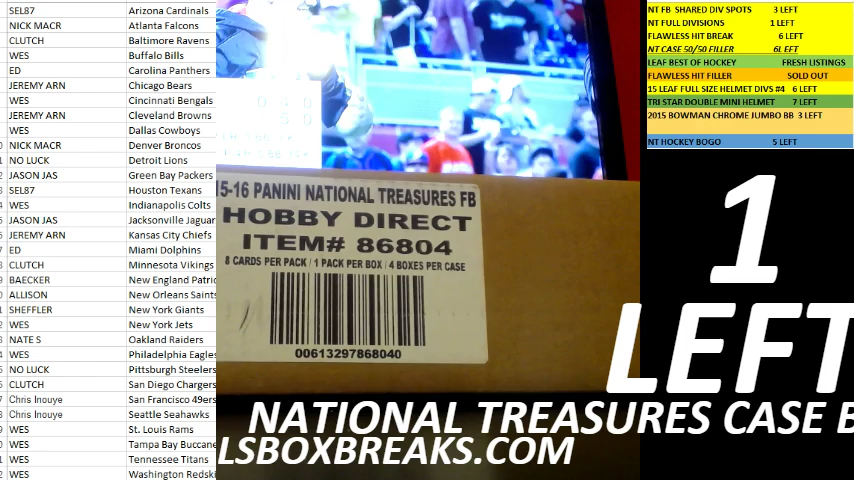 SEL87 Arizona Cardinals
NICK MACR Atlanta Falcons
CLUTCH Baltimore Ravens
WES Buffalo Bills
ED Carolina Panthers
JEREMY ARN Chicago Bears
WES Cincinnati Bengals
JEREMY ARN Cleveland Browns
WES Dallas Cowboys
NICK MACR Denver Broncos
NO LUCK Detroit Lions
JASON JAS Green Bay Packers
SEL87 Houston Texans
WES Indianapolis Colts
JASON JAS Jacksonville Jaguar
JEREMY ARN Kansas City Chiefs
ED Miami Dolphins
CLUTCH Minnesota Vikings
BAECKER New England Patric
ALLISON New Orleans Saints
SHEFFLER New York Giants
WES New York Jets
NATE S Oakland Raiders
WES Philadelphia Eagles
NO LUCK Pittsburgh Steelers
CLUTCH San Diego Chargers
Chris Inouye San Francisco 49ers
Chris Inouye Seattle Seahawks
WES St. Louis Rams
WES Tampa Bay Buccane
WES Tennessee Titans
WES Washington Redski
15-16 PANINI NATIONAL TREASURES FB
HOBBY DIRECT
ITEM# 86804
8 CARDS PER PACK / 1 PACK PER BOX / 4 BOXES PER CASE
00613297868040
NT FB SHARED DIV SPOTS 3 LEFT
NT FULL DIVISIONS 1 LEFT
FLAWLESS HIT BREAK 6 LEFT
NT CASE 50/50 FILLER 6L LEFT
LEAF BEST OF HOCKEY FRESH LISTINGS
FLAWLESS HIT FILLER SOLD OUT
15 LEAF FULL SIZE HELMET DIVS #4 6 LEFT
TRI STAR DOUBLE MINI HELMET 7 LEFT
2015 BOWMAN CHROME JUMBO BB 3 LEFT
NT HOCKEY BOGO 5 LEFT
1
LEFT
NATIONAL TREASURES CASE B
LSBOXBREAKS.COM